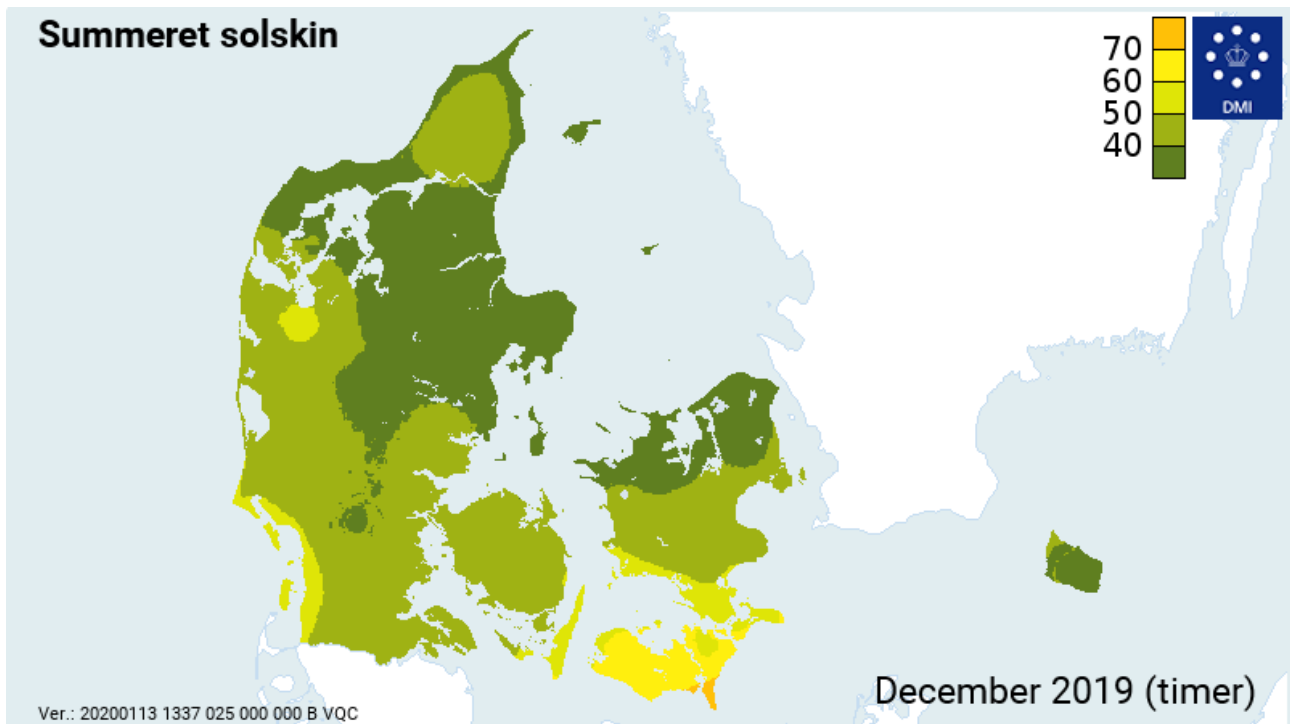 Summeret solskin
70
60
50
40
DMI
December 2019 (timer)
Ver.: 20200113 1337 025 000 000 B VQC